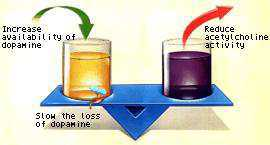 Increase
availability of
dopamine
Reduce
acetylcholine
activity
Slow the loss
of dopamine